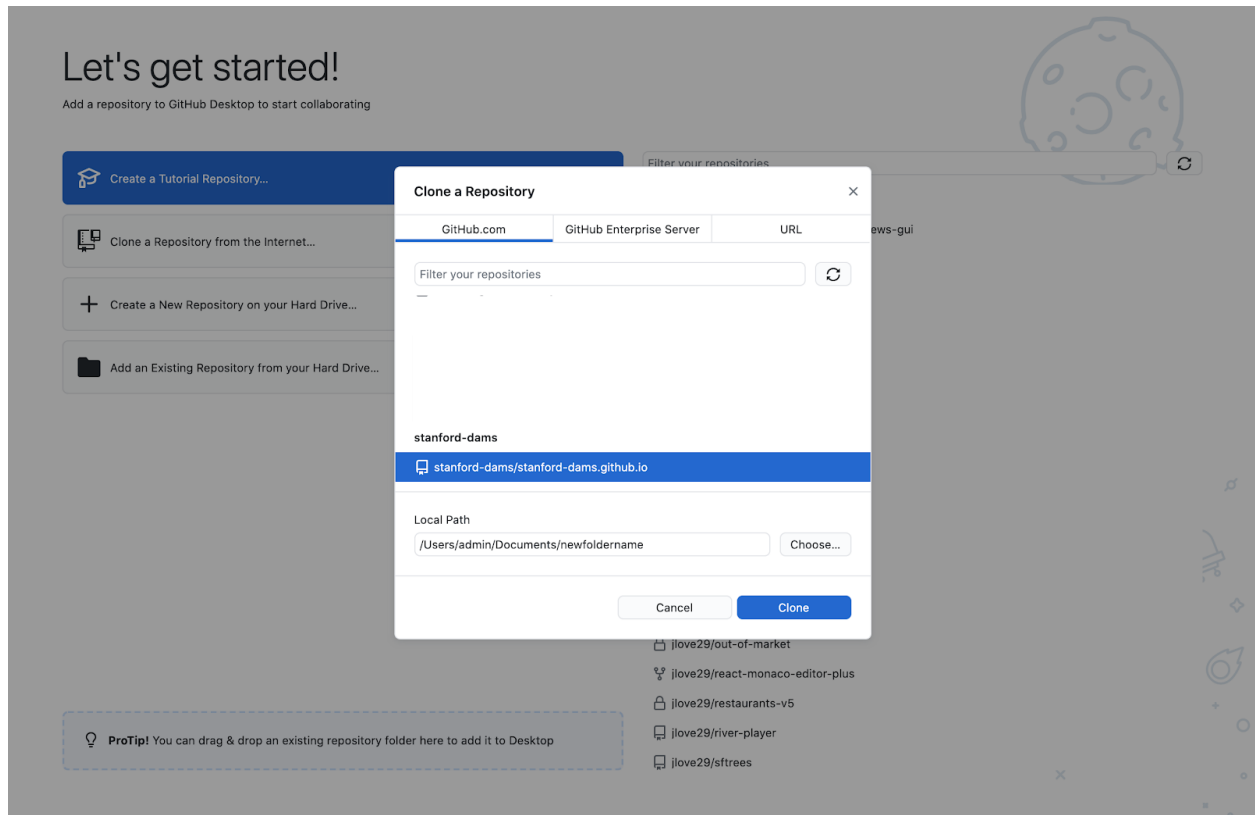 Let's get started!
Add a repository to GitHub Desktop to start collaborating
Create a Tutorial Repository...
Clone a Repository from the Internet...
Create a New Repository on your Hard Drive...
Add an Existing Repository from your Hard Drive...
ProTip! You can drag & drop an existing repository folder here to add it to Desktop
Filter your repositories
ews-gui
Clone a Repository
GitHub.com
GitHub Enterprise Server
URL
Filter your repositories
stanford-dams
stanford-dams/stanford-dams.github.io
Local Path
/Users/admin/Documents/newfoldername
Choose...
Cancel
Clone
jlove29/out-of-market
jlove29/react-monaco-editor-plus
jlove29/restaurants-v5
jlove29/river-player
jlove29/sftrees